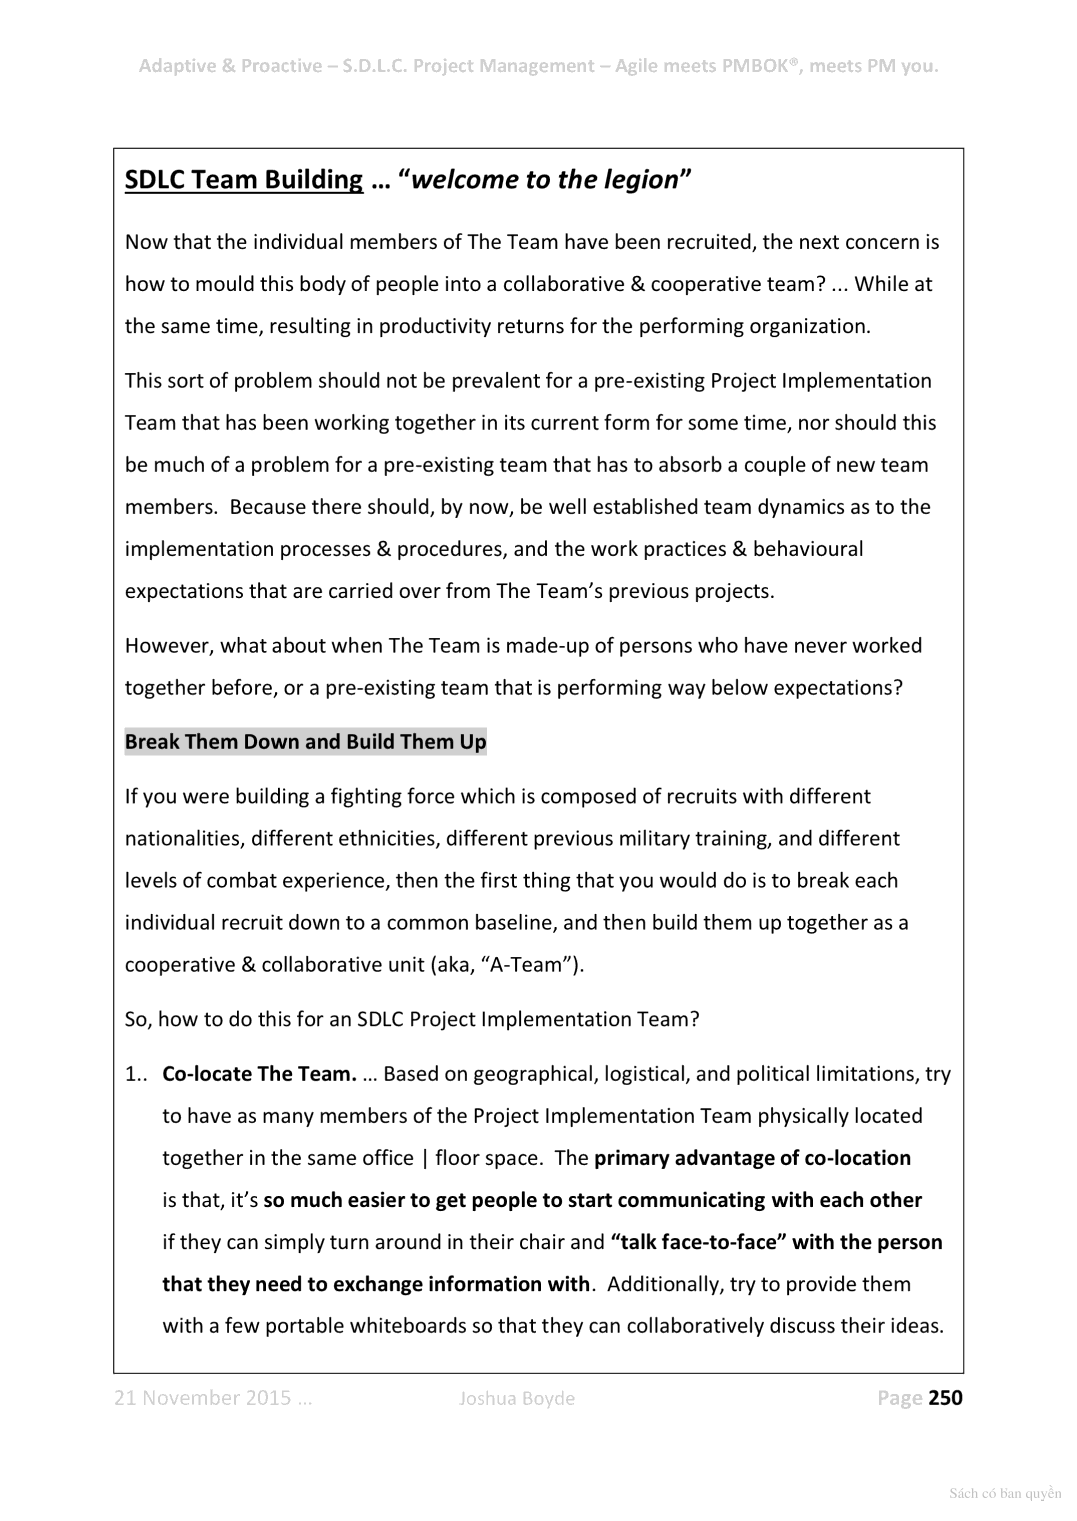 Adaptive & Proactive – S.D.L.C. Project Management – Agile meets PMBOK®, meets PM you.
SDLC Team Building … “welcome to the legion”
Now that the individual members of The Team have been recruited, the next concern is
how to mould this body of people into a collaborative & cooperative team? ... While at
the same time, resulting in productivity returns for the performing organization.
This sort of problem should not be prevalent for a pre-existing Project Implementation
Team that has been working together in its current form for some time, nor should this
be much of a problem for a pre-existing team that has to absorb a couple of new team
members.  Because there should, by now, be well established team dynamics as to the
implementation processes & procedures, and the work practices & behavioural
expectations that are carried over from The Team’s previous projects.
However, what about when The Team is made-up of persons who have never worked
together before, or a pre-existing team that is performing way below expectations?
Break Them Down and Build Them Up
If you were building a fighting force which is composed of recruits with different
nationalities, different ethnicities, different previous military training, and different
levels of combat experience, then the first thing that you would do is to break each
individual recruit down to a common baseline, and then build them up together as a
cooperative & collaborative unit (aka, “A-Team”).
So, how to do this for an SDLC Project Implementation Team?
1.. Co-locate The Team. … Based on geographical, logistical, and political limitations, try
to have as many members of the Project Implementation Team physically located
together in the same office | floor space.  The primary advantage of co-location
is that, it’s so much easier to get people to start communicating with each other
if they can simply turn around in their chair and “talk face-to-face” with the person
that they need to exchange information with.  Additionally, try to provide them
with a few portable whiteboards so that they can collaboratively discuss their ideas.
21 November 2015 … Joshua Boyde Page 250
Sách có bản quyền